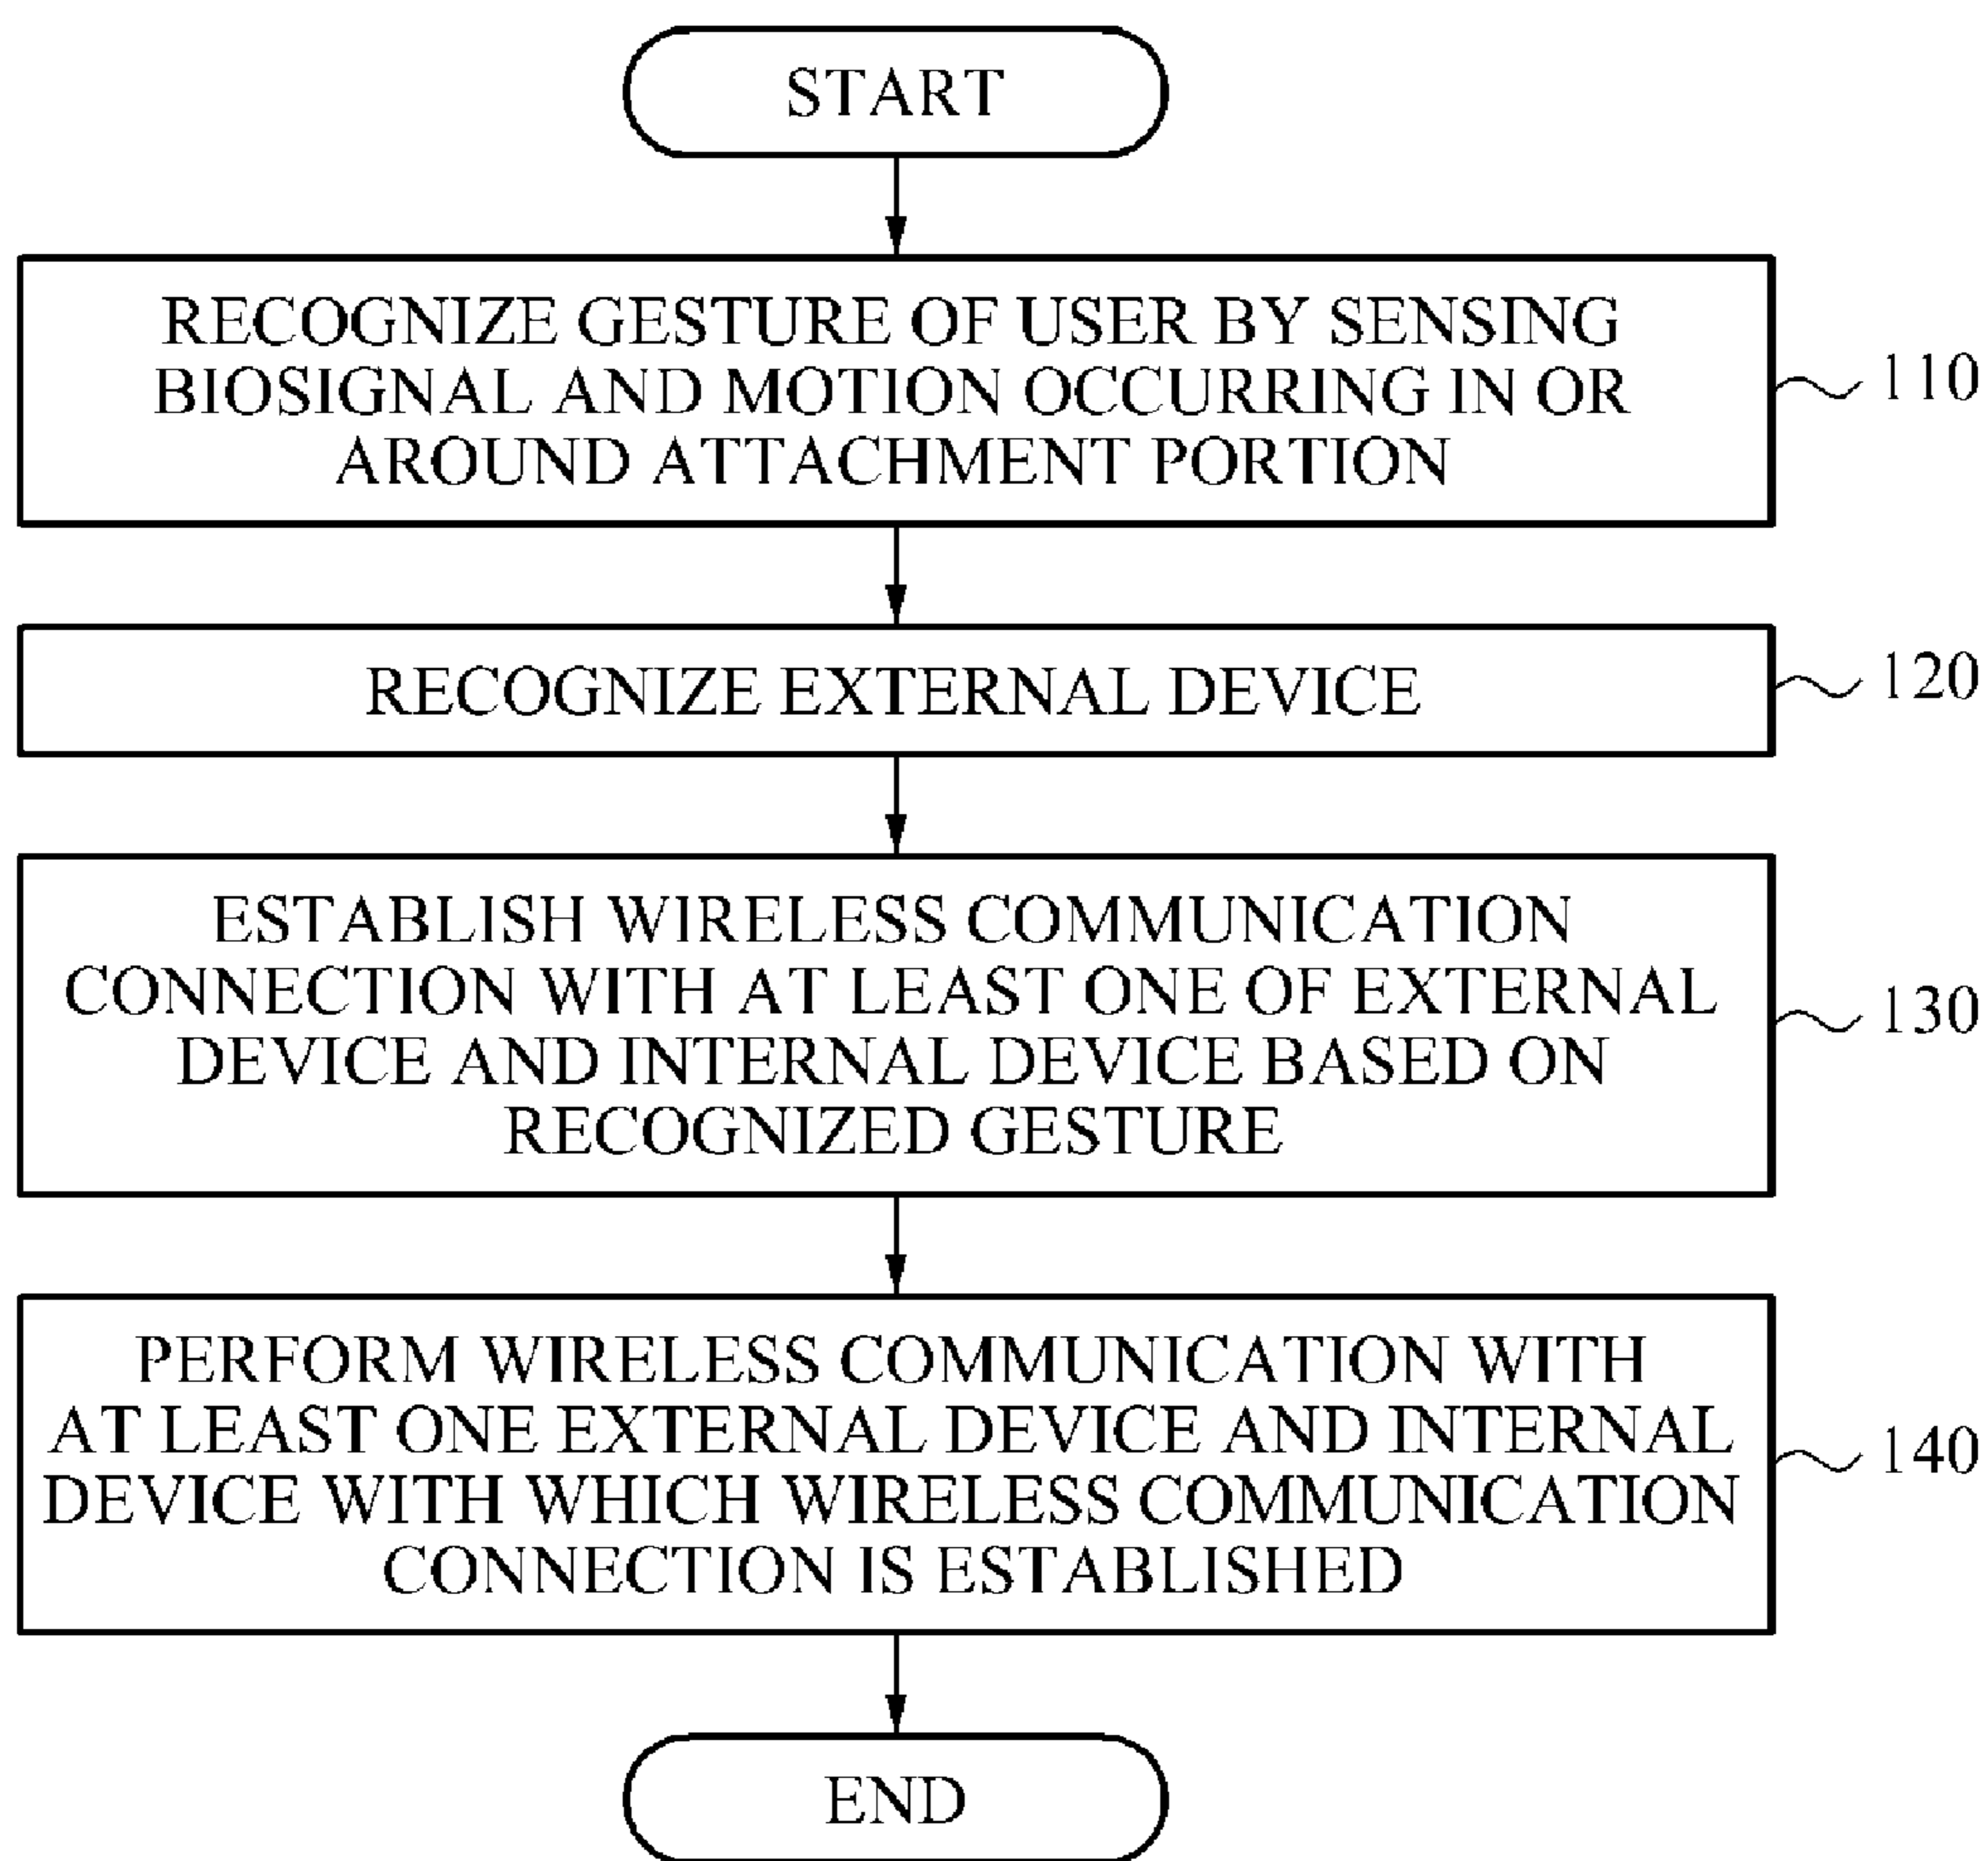 START
RECOGNIZE GESTURE OF USER BY SENSING
BIOSIGNAL AND MOTION OCCURRING IN OR
AROUND ATTACHMENT PORTION
110
RECOGNIZE EXTERNAL DEVICE
120
ESTABLISH WIRELESS COMMUNICATION
CONNECTION WITH AT LEAST ONE OF EXTERNAL
DEVICE AND INTERNAL DEVICE BASED ON
RECOGNIZED GESTURE
130
PERFORM WIRELESS COMMUNICATION WITH
AT LEAST ONE EXTERNAL DEVICE AND INTERNAL
DEVICE WITH WHICH WIRELESS COMMUNICATION
CONNECTION IS ESTABLISHED
140
END